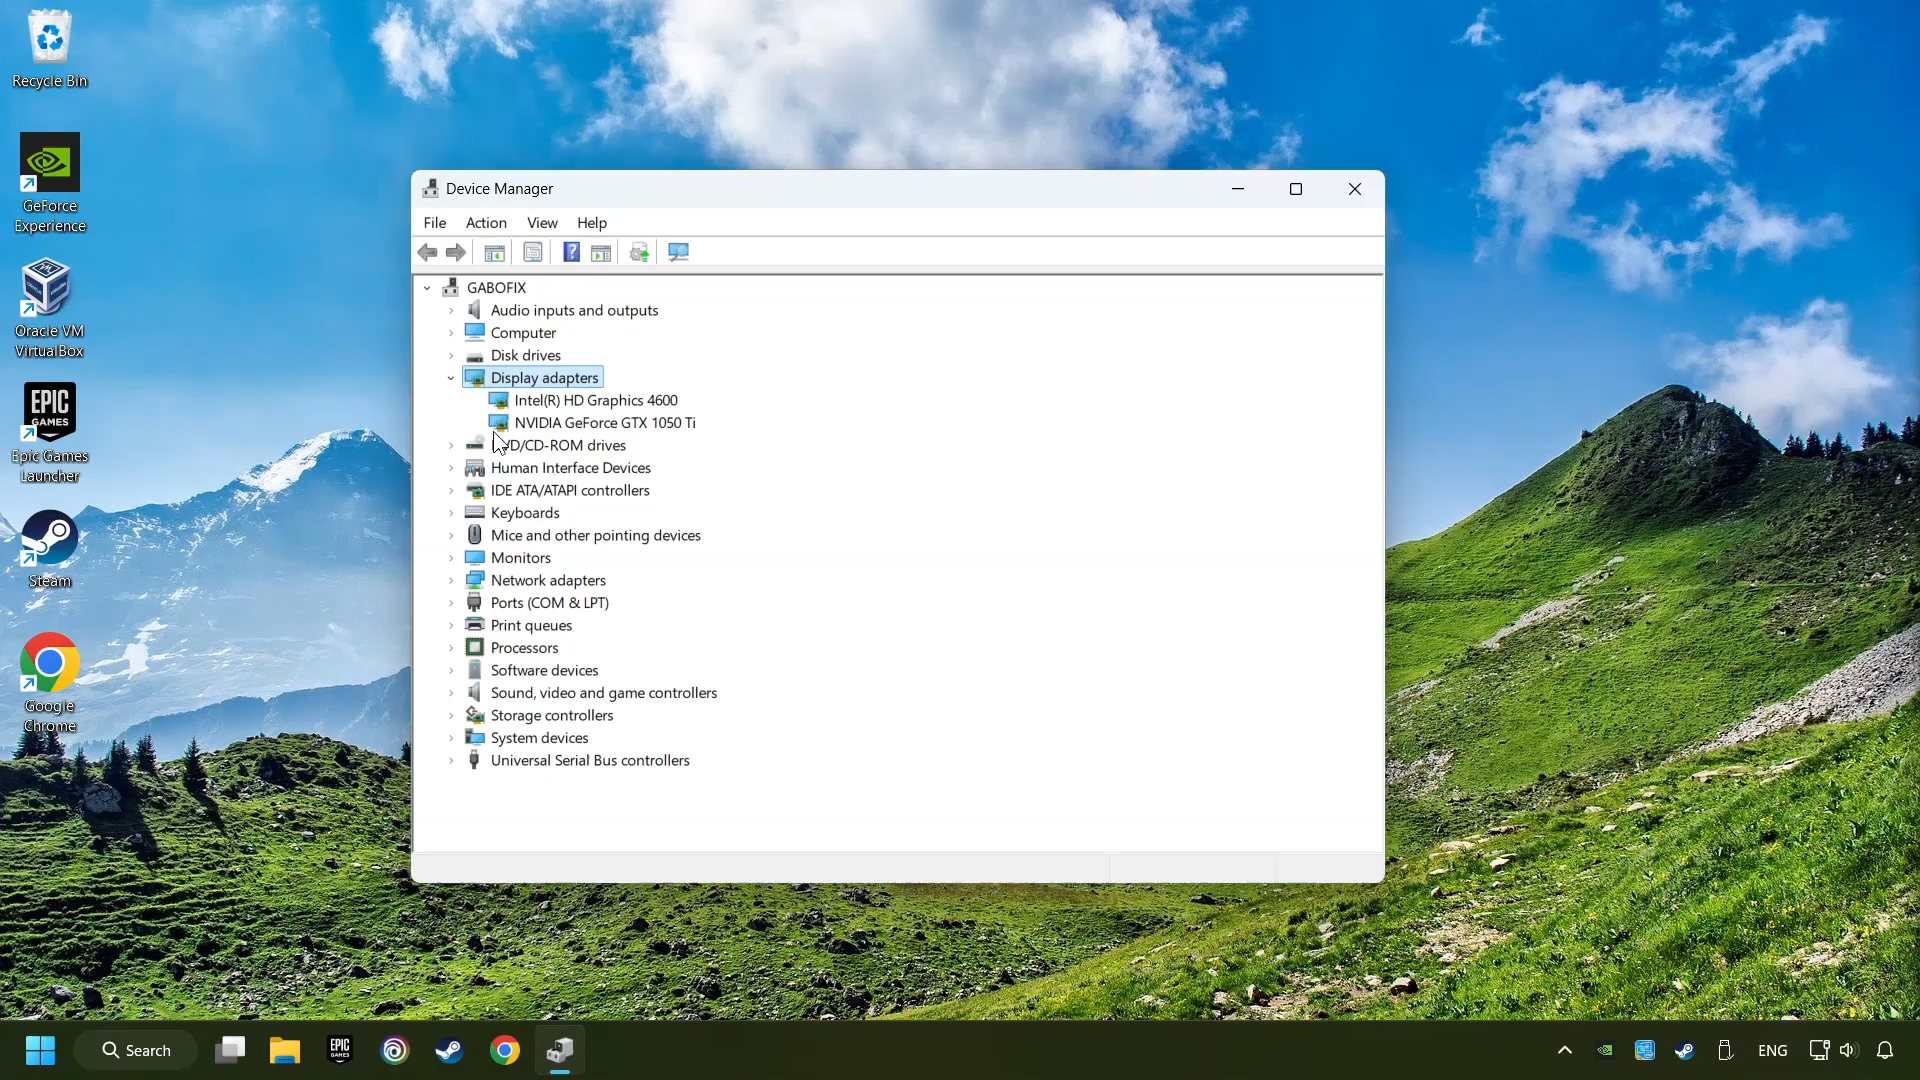 Recycle Bin
GeForce
Experience
Oracle VM
VirtualBox
EPIC
GAMES
Epic Games
Launcher
Steam
Google
Chrome
Device Manager
File Action View Help
GABOFIX
Audio inputs and outputs
Computer
Disk drives
Display adapters
Intel(R) HD Graphics 4600
NVIDIA GeForce GTX 1050 Ti
/CD-ROM drives
Human Interface Devices
IDE ATA/ATAPI controllers
Keyboards
Mice and other pointing devices
Monitors
Network adapters
Ports (COM & LPT)
Print queues
Processors
Software devices
Sound, video and game controllers
Storage controllers
System devices
Universal Serial Bus controllers
Search
EPIC
GAMES
ENG